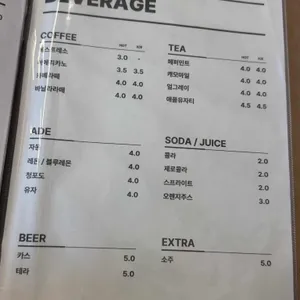 BEVERAGE
COFFEE HOT ICE
에스프레소 3.0 -
아메리카노 3.5 3.5
카페라떼 4.0 4.0
바닐라라떼 4.0 4.0
TEA HOT ICE
페퍼민트 4.0 4.0
캐모마일 4.0 4.0
얼그레이 4.0 4.0
애플유자티 4.5 4.5
ADE
자몽 4.0
레몬 / 블루레몬 4.0
청포도 4.0
유자 4.0
SODA / JUICE
콜라 2.0
제로콜라 2.0
스프라이트 2.0
오렌지주스 3.0
BEER
카스 5.0
테라 5.0
EXTRA
소주 5.0